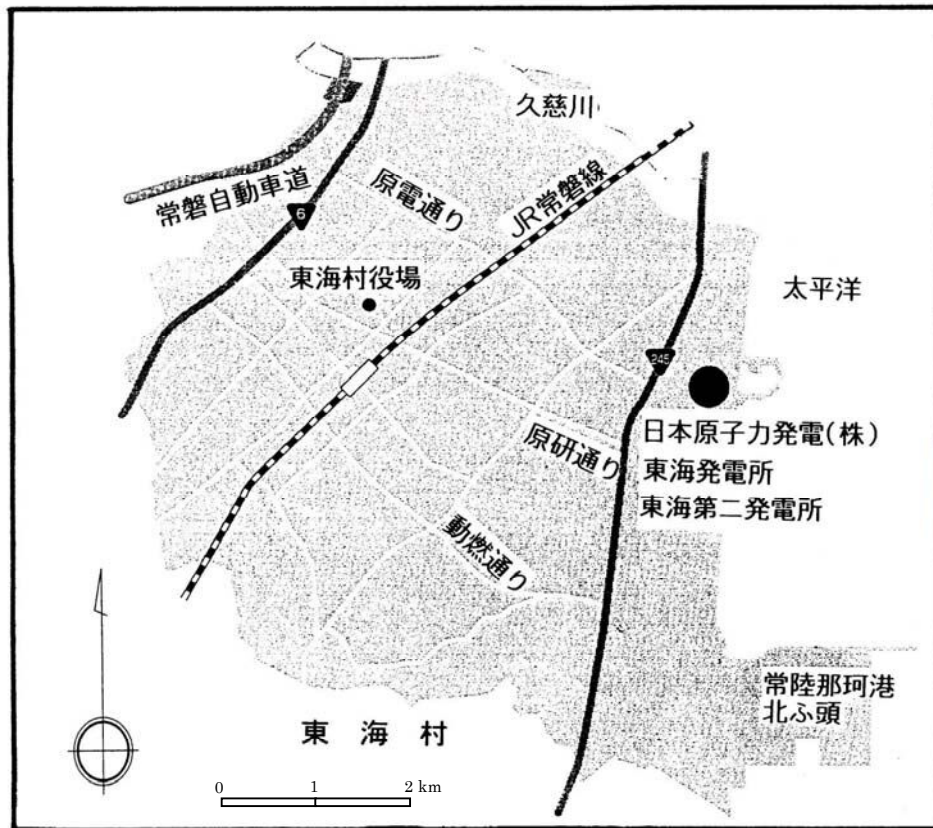 久慈川
常磐自動車道
6
原電通り
JR常磐線
東海村役場
太平洋
245
日本原子力発電(株)
東海発電所
東海第二発電所
原研通り
動燃通り
常陸那珂港
北ふ頭
東海村
0 1 2 km